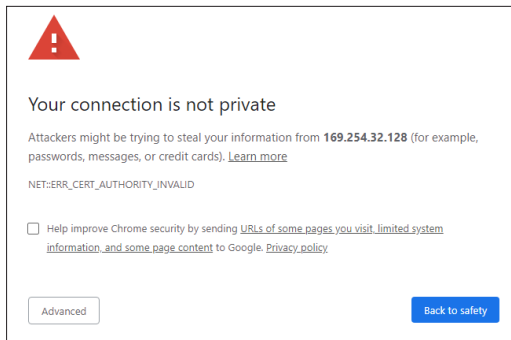 Your connection is not private
Attackers might be trying to steal your information from 169.254.32.128 (for example,
passwords, messages, or credit cards). Learn more
NET::ERR_CERT_AUTHORITY_INVALID
Help improve Chrome security by sending URLs of some pages you visit, limited system
information, and some page content to Google. Privacy policy
Advanced
Back to safety